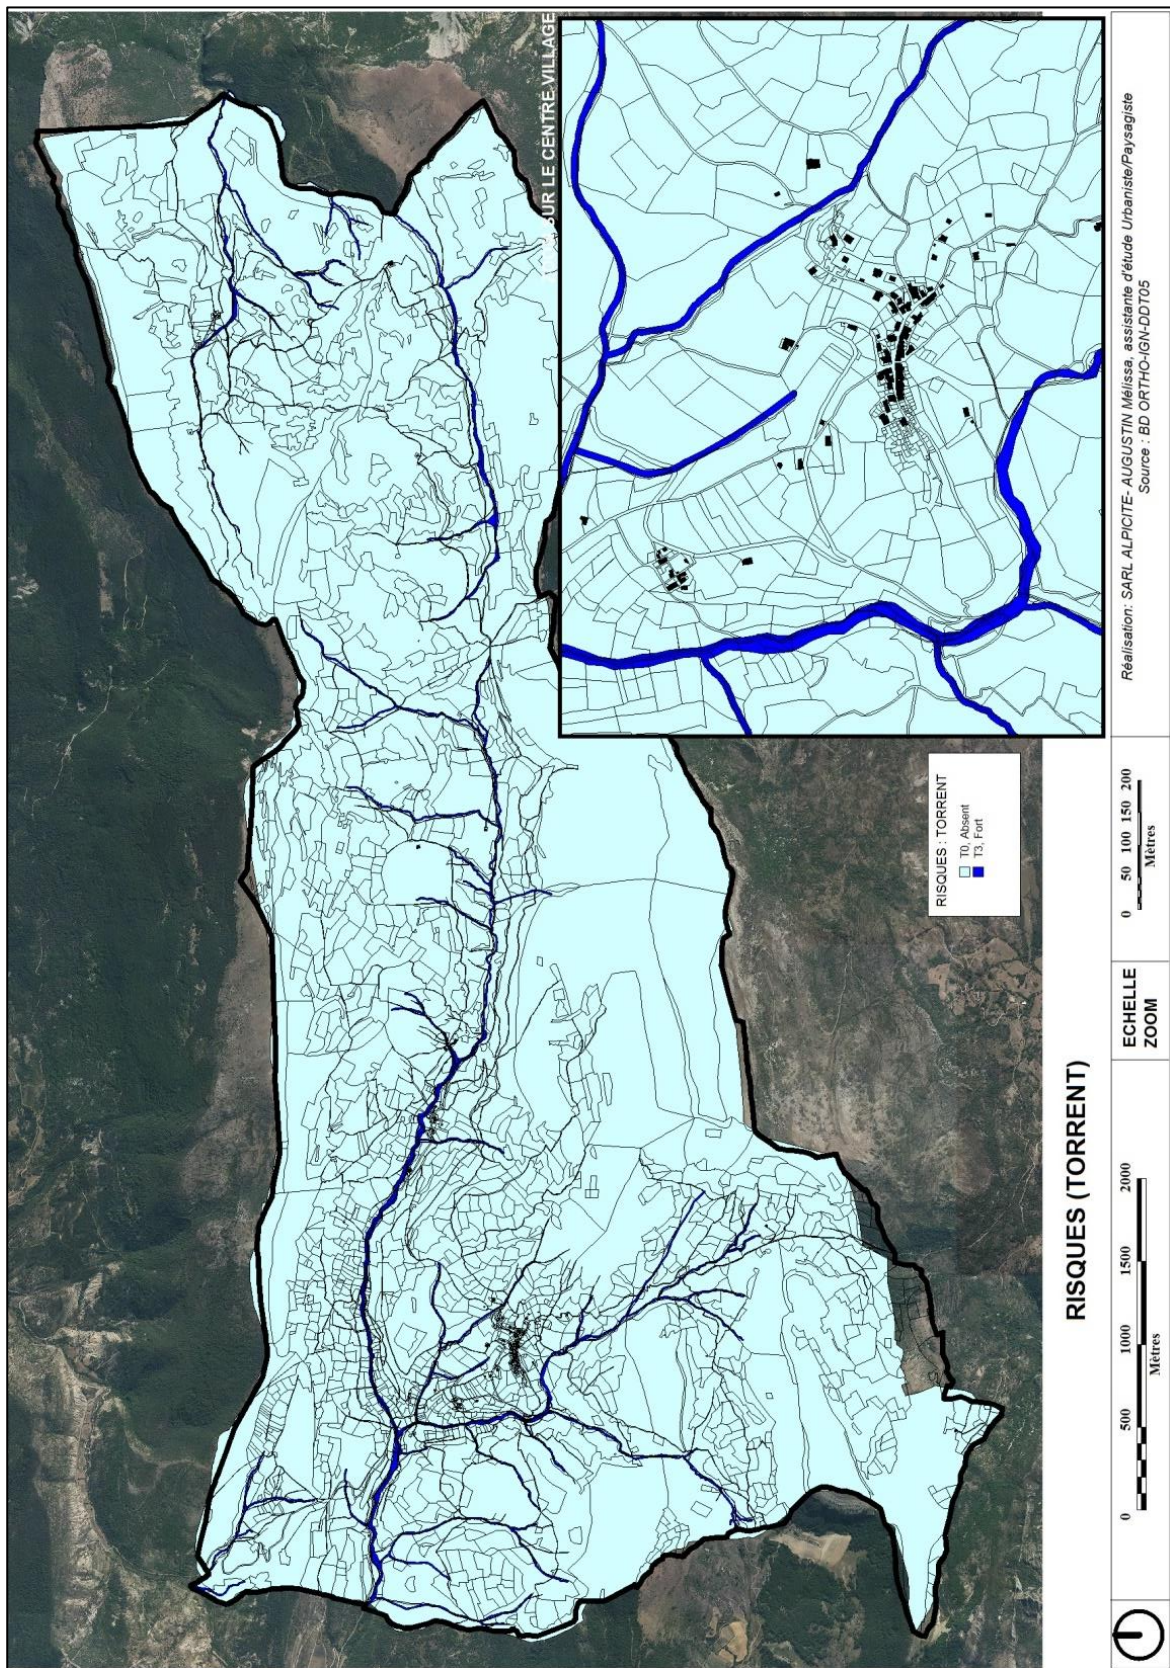 UR LE CENTRE VILLAGE
RISQUES : TORRENT
T0, Absent
T3, Fort
RISQUES (TORRENT)
0 500 1000 1500 2000
Mètres
ECHELLE
ZOOM
0 50 100 150 200
Mètres
Réalisation: SARL ALPICITE- AUGUSTIN Mélissa, assistante d'étude Urbaniste/Paysagiste
Source : BD ORTHO-IGN-DDT05